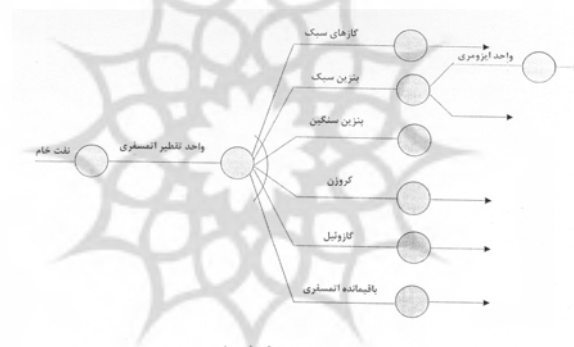 گازهای سبک
واحد ایزومری
بنزین سبک
بنزین سنگین
واحد تقطیر اتمسفری
نفت خام
کروزن
گازوئیل
باقیمانده اتمسفری